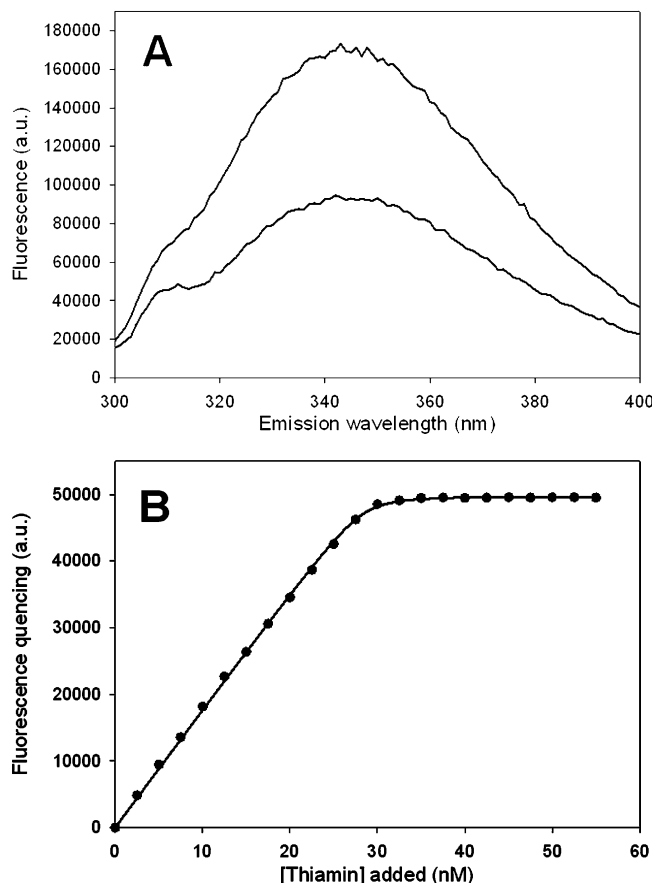 A
180000
160000
140000
120000
100000
80000
60000
40000
20000
0
Fluorescence (a.u.)
300 320 340 360 380 400
Emission wavelength (nm)
B
50000
40000
30000
20000
10000
0
Fluorescence quencing (a.u.)
0 10 20 30 40 50 60
[Thiamin] added (nM)